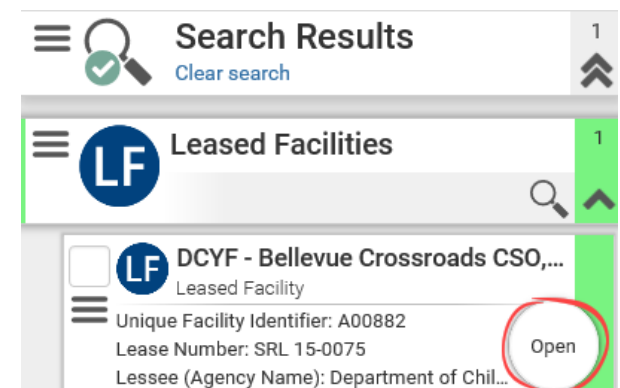 Search Results
1
Clear search
LF
Leased Facilities
1
LF
DCYF - Bellevue Crossroads CSO,...
Leased Facility
Unique Facility Identifier: A00882
Lease Number: SRL 15-0075
Open
Lessee (Agency Name): Department of Chil...